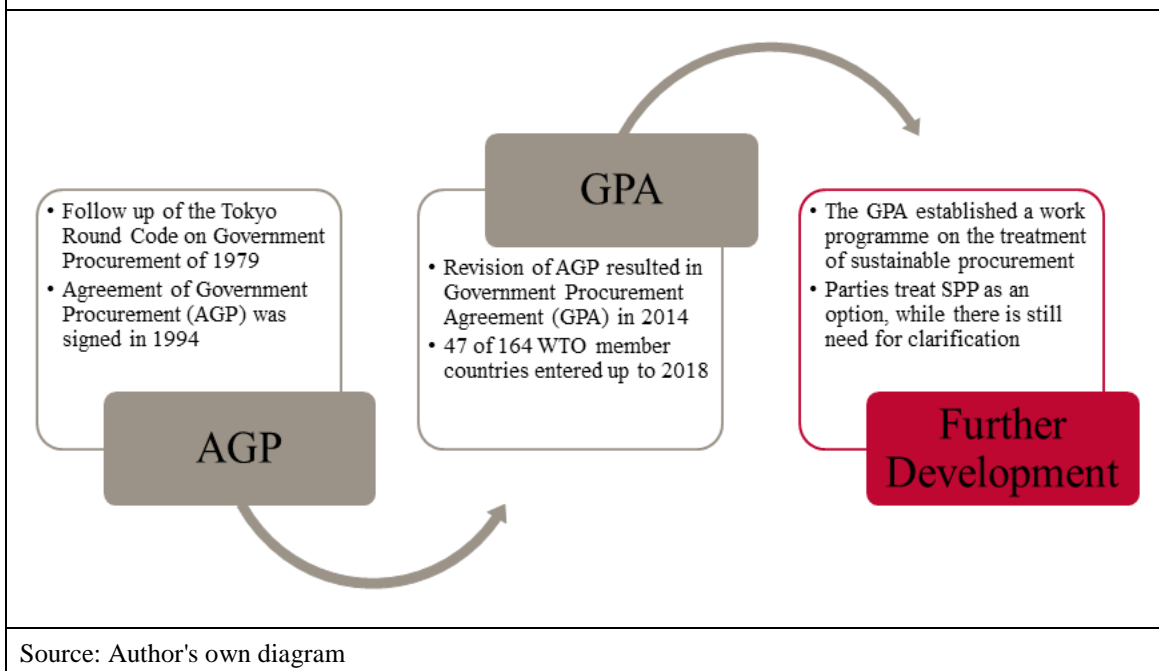 • Follow up of the Tokyo
Round Code on Government
Procurement of 1979
• Agreement of Government
Procurement (AGP) was
signed in 1994
AGP
GPA
• Revision of AGP resulted in
Government Procurement
Agreement (GPA) in 2014
• 47 of 164 WTO member
countries entered up to 2018
• The GPA established a work
programme on the treatment
of sustainable procurement
• Parties treat SPP as an
option, while there is still
need for clarification
Further
Development
Source: Author's own diagram